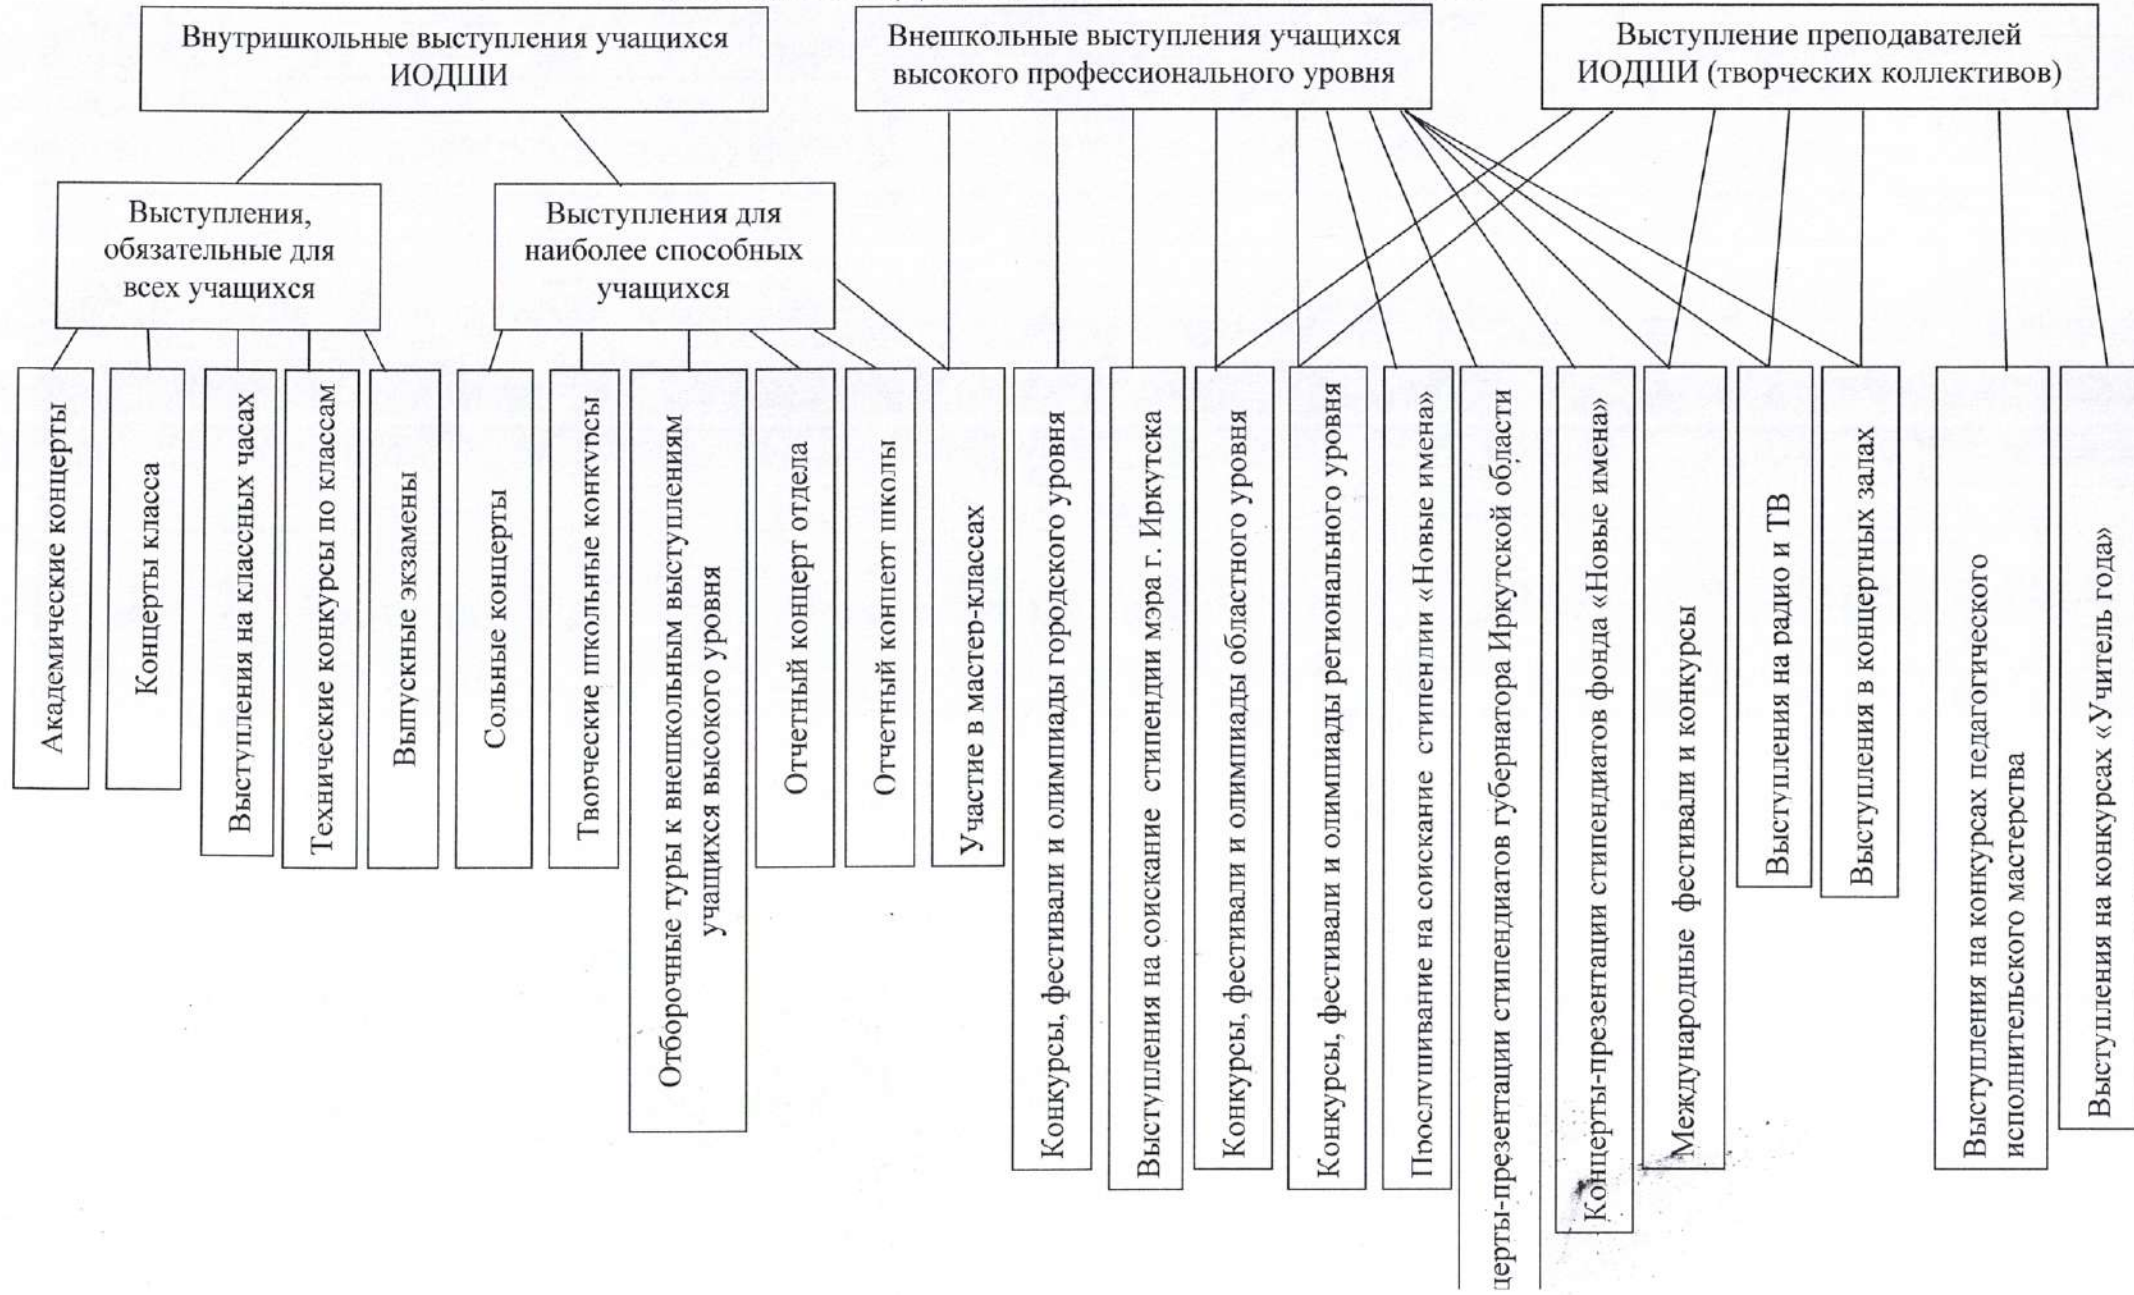 Внутришкольные выступления учащихся
ИОДШИ
Внешкольные выступления учащихся
высокого профессионального уровня
Выступление преподавателей
ИОДШИ (творческих коллективов)
Выступления,
обязательные для
всех учащихся
Выступления для
наиболее способных
учащихся
Академические концерты
Концерты класса
Выступления на классных часах
Технические конкурсы по классам
Выпускные экзамены
Сольные концерты
Творческие школьные конкурсы
Отборочные туры к внешкольным выступлениям
учащихся высокого уровня
Отчетный концерт отдела
Отчетный концерт школы
Участие в мастер-классах
Конкурсы, фестивали и олимпиады городского уровня
Выступления на соискание стипендии мэра г. Иркутска
Конкурсы, фестивали и олимпиады областного уровня
Конкурсы, фестивали и олимпиады регионального уровня
Прослушивание на соискание стипендии «Новые имена»
церты-презентации стипендиатов губернатора Иркутской области
Концерты-презентации стипендиатов фонда «Новые имена»
Международные фестивали и конкурсы
Выступления на радио и ТВ
Выступления в концертных залах
Выступления на конкурсах педагогического
исполнительского мастерства
Выступления на конкурсах «Учитель года»